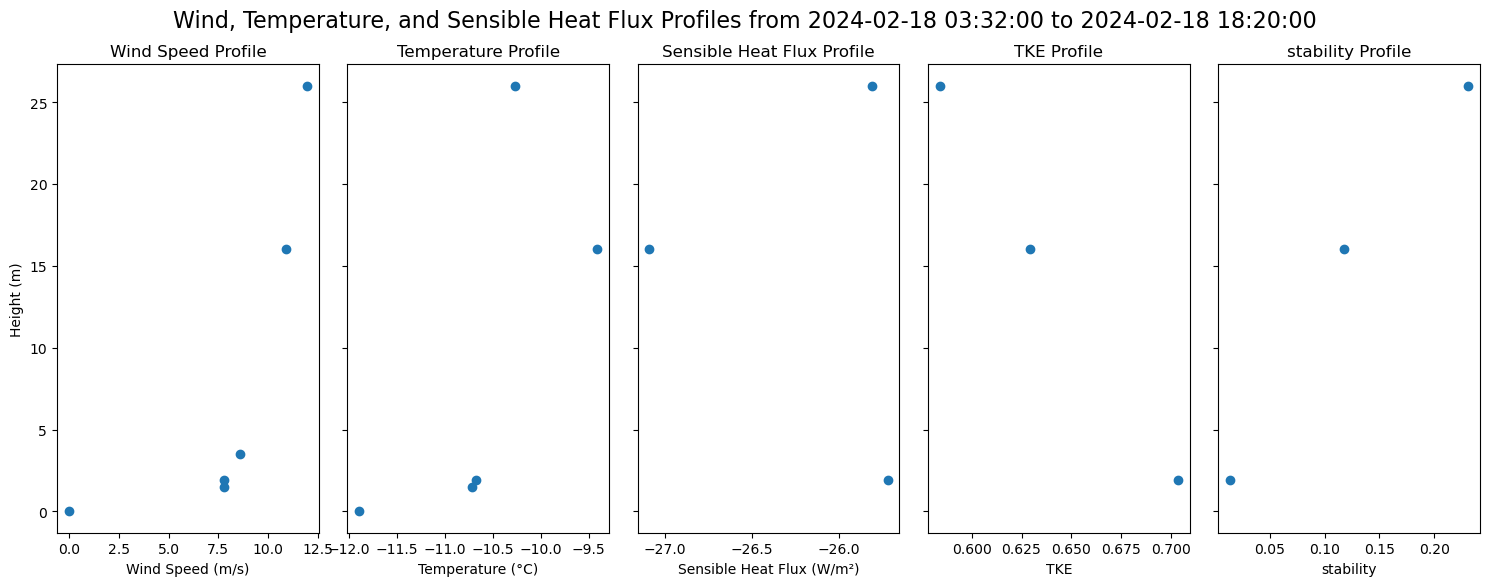 Wind, Temperature, and Sensible Heat Flux Profiles from 2024-02-18 03:32:00 to 2024-02-18 18:20:00
Wind Speed Profile
Temperature Profile
Sensible Heat Flux Profile
TKE Profile
stability Profile
25
20
15
10
5
0
Height (m)
0.0 2.5 5.0 7.5 10.0 12.5
−12.0 −11.5 −11.0 −10.5 −10.0 −9.5
−27.0 −26.5 −26.0
0.600 0.625 0.650 0.675 0.700
0.05 0.10 0.15 0.20
Wind Speed (m/s)
Temperature (°C)
Sensible Heat Flux (W/m²)
TKE
stability